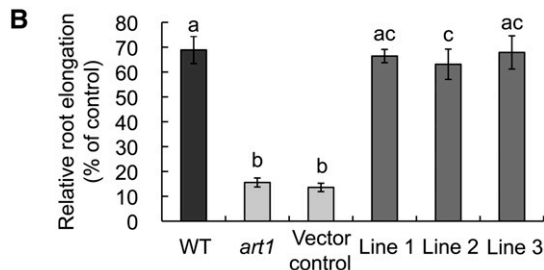 B
Relative root elongation
(% of control)
80
70
60
50
40
30
20
10
0
a
b
b
ac
c
ac
WT
art1
Vector
control
Line 1
Line 2
Line 3